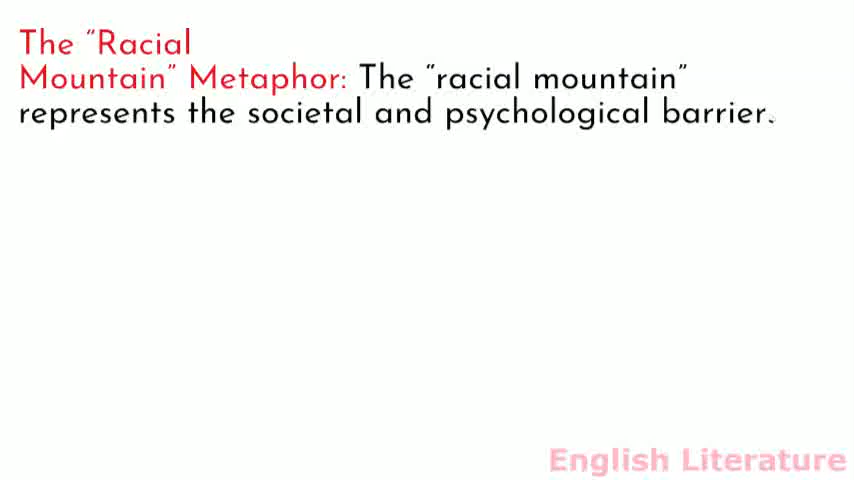 The “Racial
Mountain” Metaphor: The “racial mountain”
represents the societal and psychological barrier.
English Literature